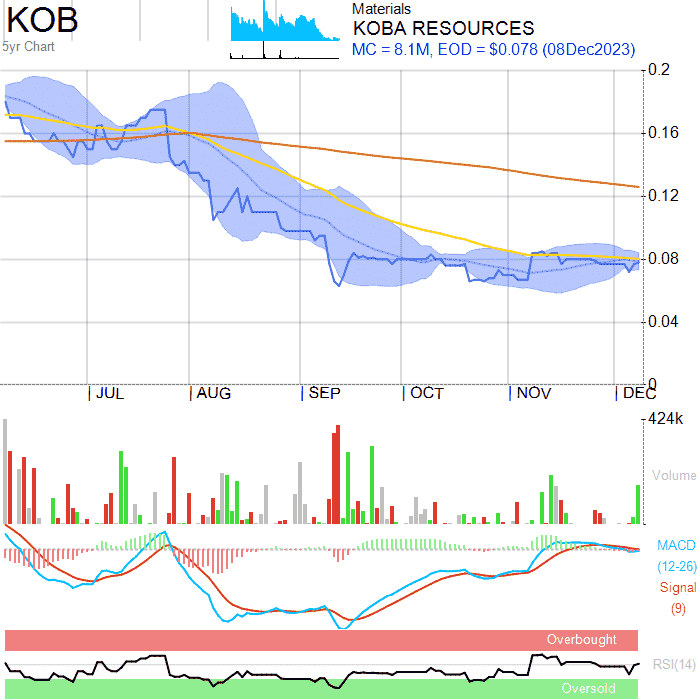 KOB
5yr Chart
Materials
KOBA RESOURCES
MC = 8.1M, EOD = $0.078 (08Dec2023)
0.2
0.16
0.12
0.08
0.04
0
JUL AUG SEP OCT NOV DEC
424k
Volume
MACD
(12-26)
Signal
(9)
Overbought
RSI(14)
Oversold